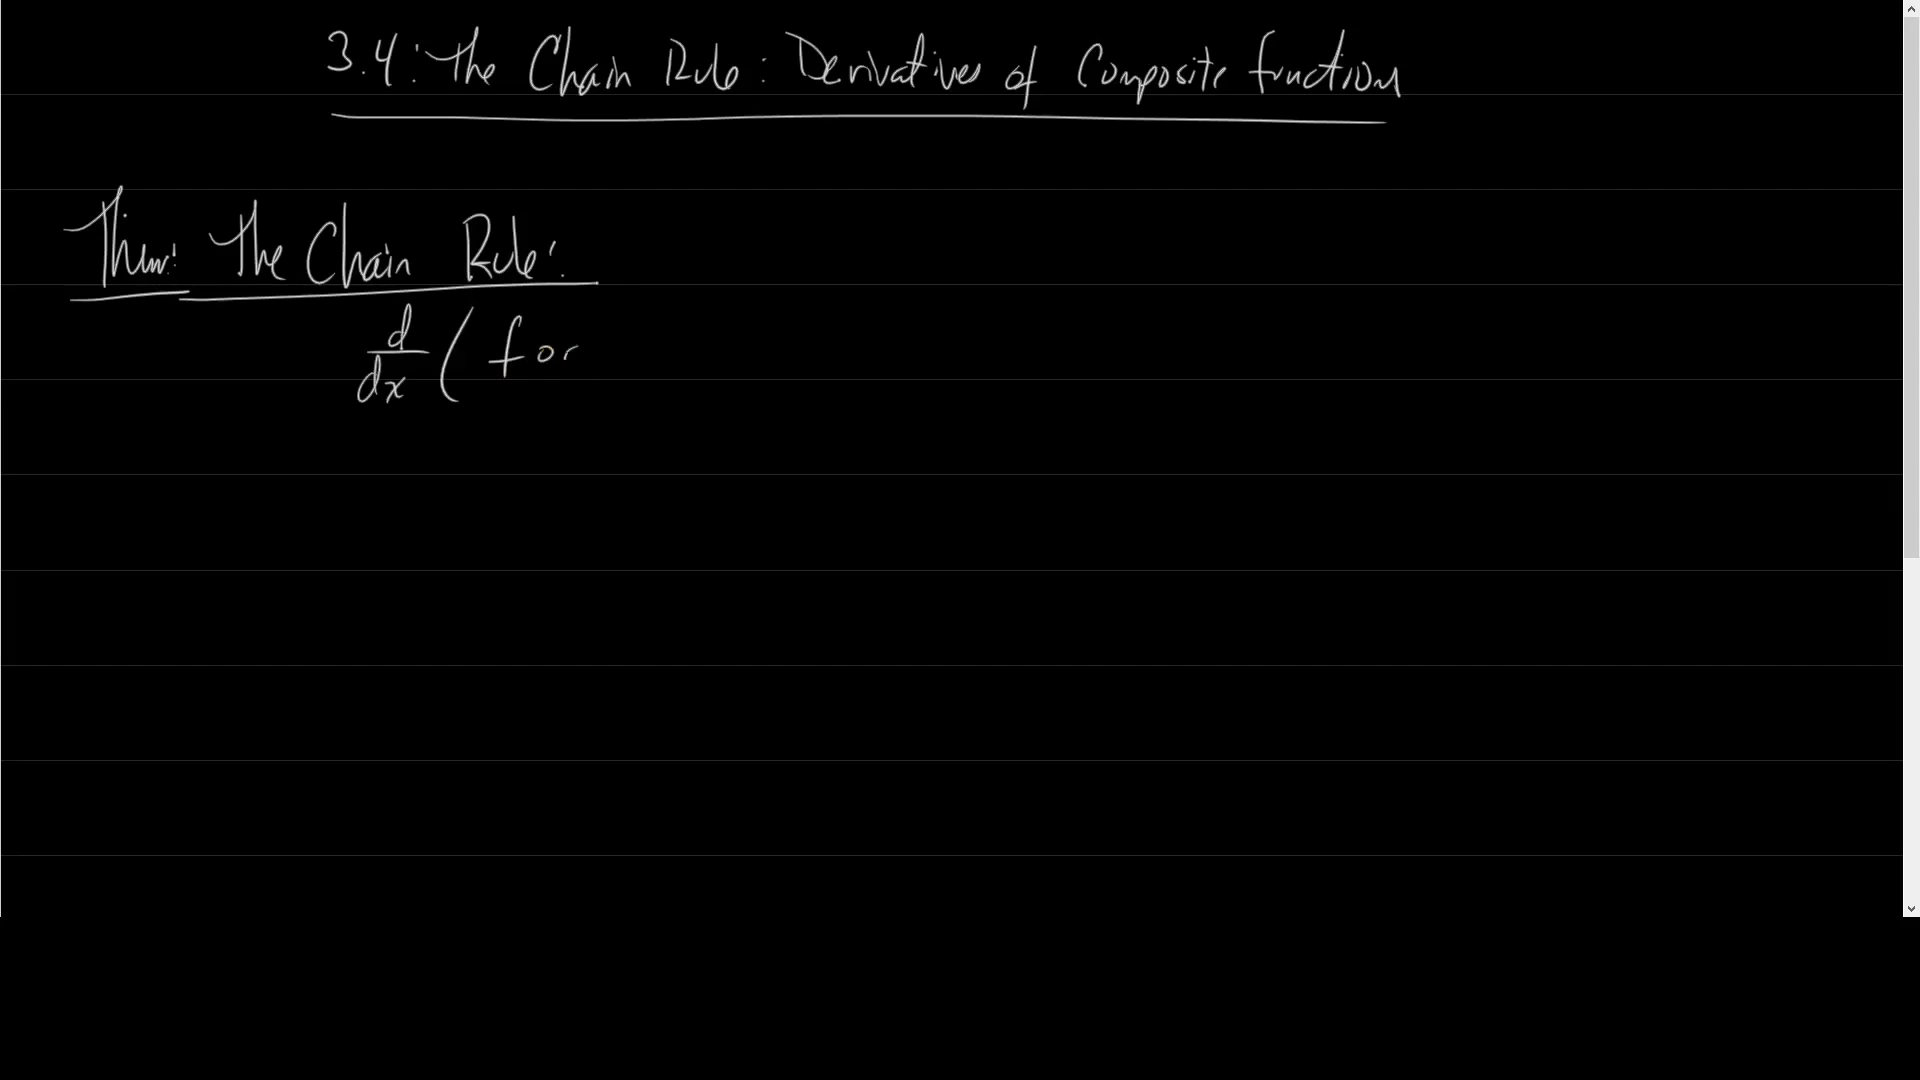 3.4: The Chain Rule: Derivatives of Composite functions
Thm: The Chain Rule:
d/dx ( f o